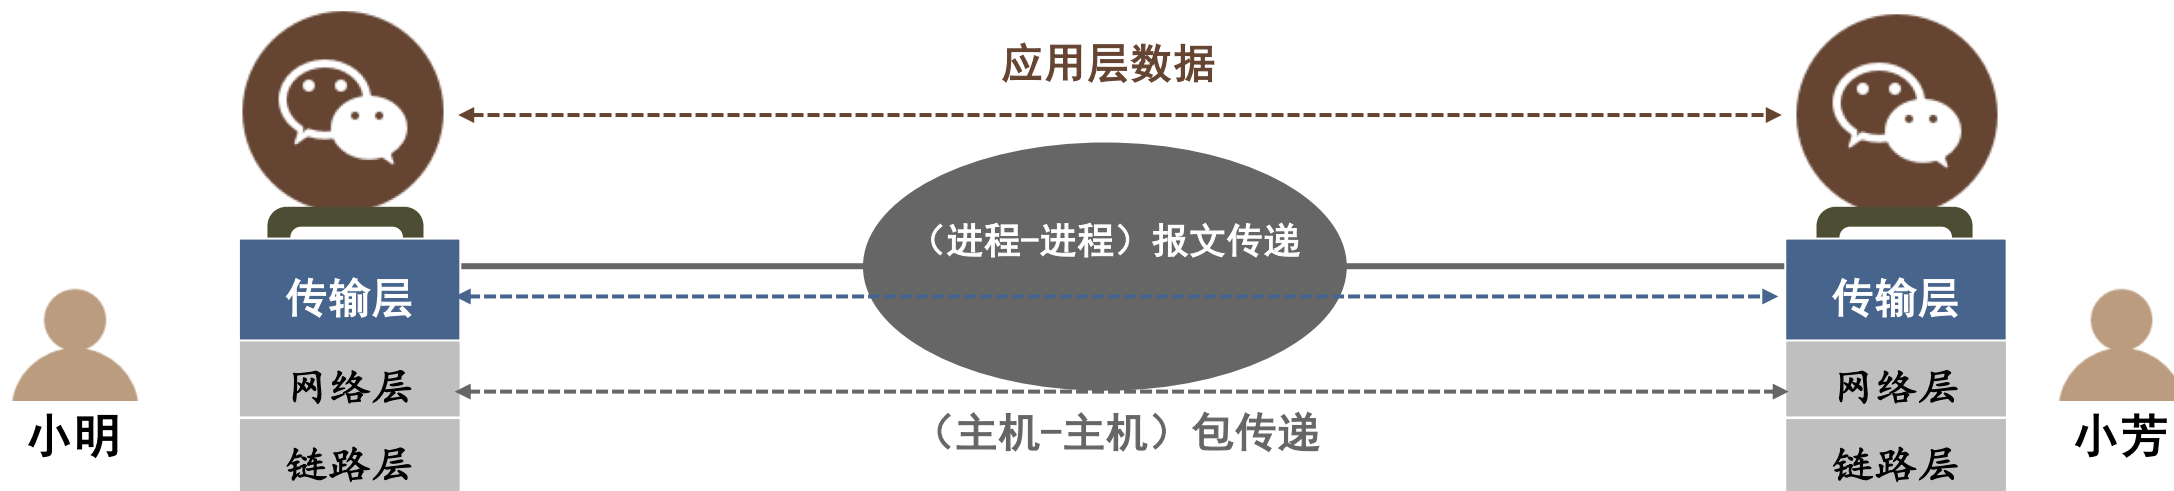 应用层数据
（进程-进程）报文传递
传输层
传输层
网络层
网络层
（主机-主机）包传递
小明
小芳
链路层
链路层